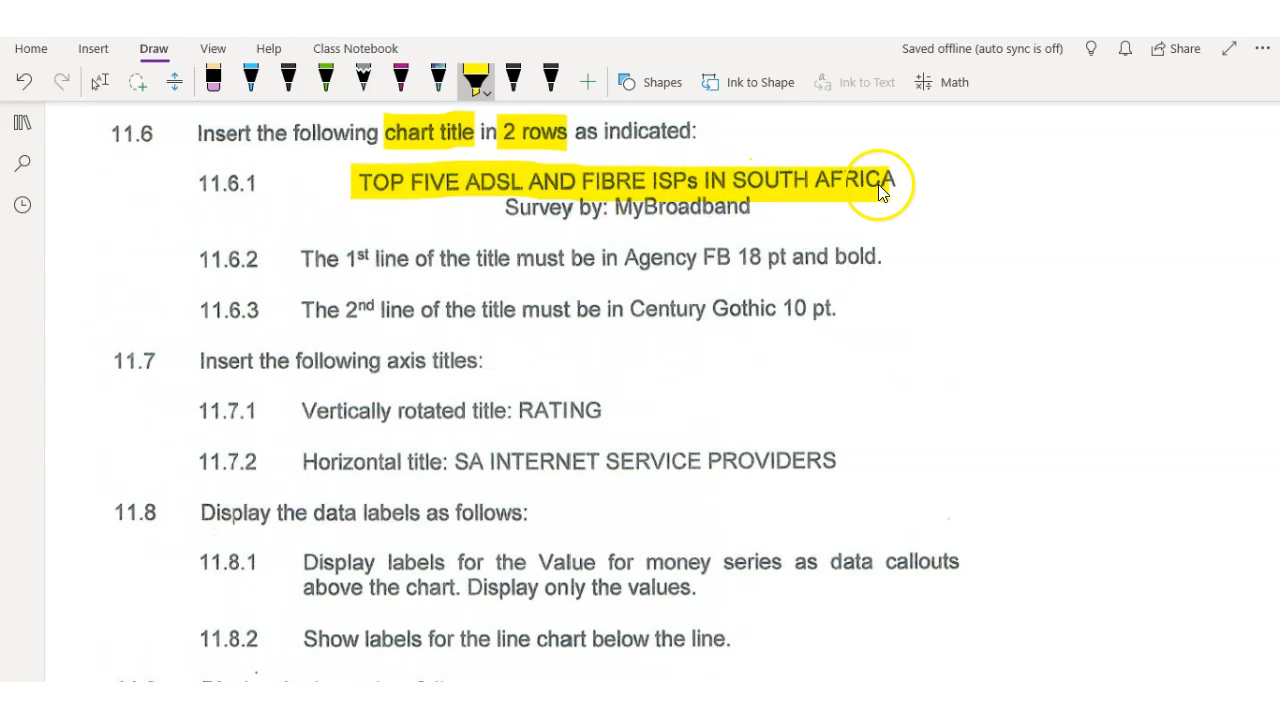 Home Insert Draw View Help Class Notebook Saved offline (auto sync is off) Share
Shapes Ink to Shape Ink to Text Math
11.6 Insert the following chart title in 2 rows as indicated:
11.6.1 TOP FIVE ADSL AND FIBRE ISPs IN SOUTH AFRICA
Survey by: MyBroadband
11.6.2 The 1st line of the title must be in Agency FB 18 pt and bold.
11.6.3 The 2nd line of the title must be in Century Gothic 10 pt.
11.7 Insert the following axis titles:
11.7.1 Vertically rotated title: RATING
11.7.2 Horizontal title: SA INTERNET SERVICE PROVIDERS
11.8 Display the data labels as follows:
11.8.1 Display labels for the Value for money series as data callouts
above the chart. Display only the values.
11.8.2 Show labels for the line chart below the line.